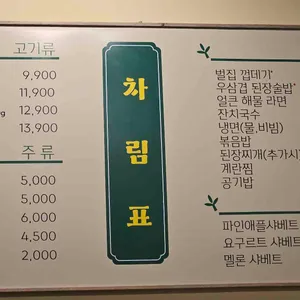 고기류
9,900
11,900
12,900
13,900
주 류
5,000
5,000
6,000
4,500
2,000
차림표
벌집 껍데기*
우삼겹 된장술밥*
얼큰 해물 라면
잔치국수
냉면(물,비빔)
볶음밥
된장찌개(추가시
계란찜
공기밥
파인애플샤베트
요구르트 샤베트
멜론 샤베트